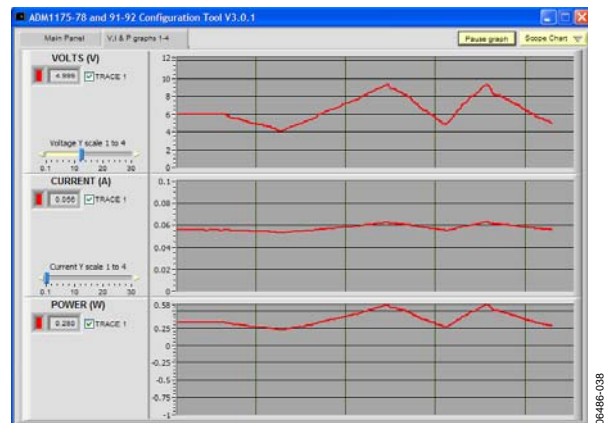 ADM1175-78 and 91-92 Configuration Tool V3.0.1
Main Panel V,I & P graphs 1-4 Pause graph Scope Chart
VOLTS (V)
4.999 TRACE 1
Voltage Y scale 1 to 4
0.1 10 20 30
12
10
8
6
4
2
0
CURRENT (A)
0.056 TRACE 1
Current Y scale 1 to 4
0.1 10 20 30
0.1
0.08
0.06
0.04
0.02
0
POWER (W)
0.280 TRACE 1
0.58
0.25
0
-0.25
-0.5
-0.75
-1
06486-038